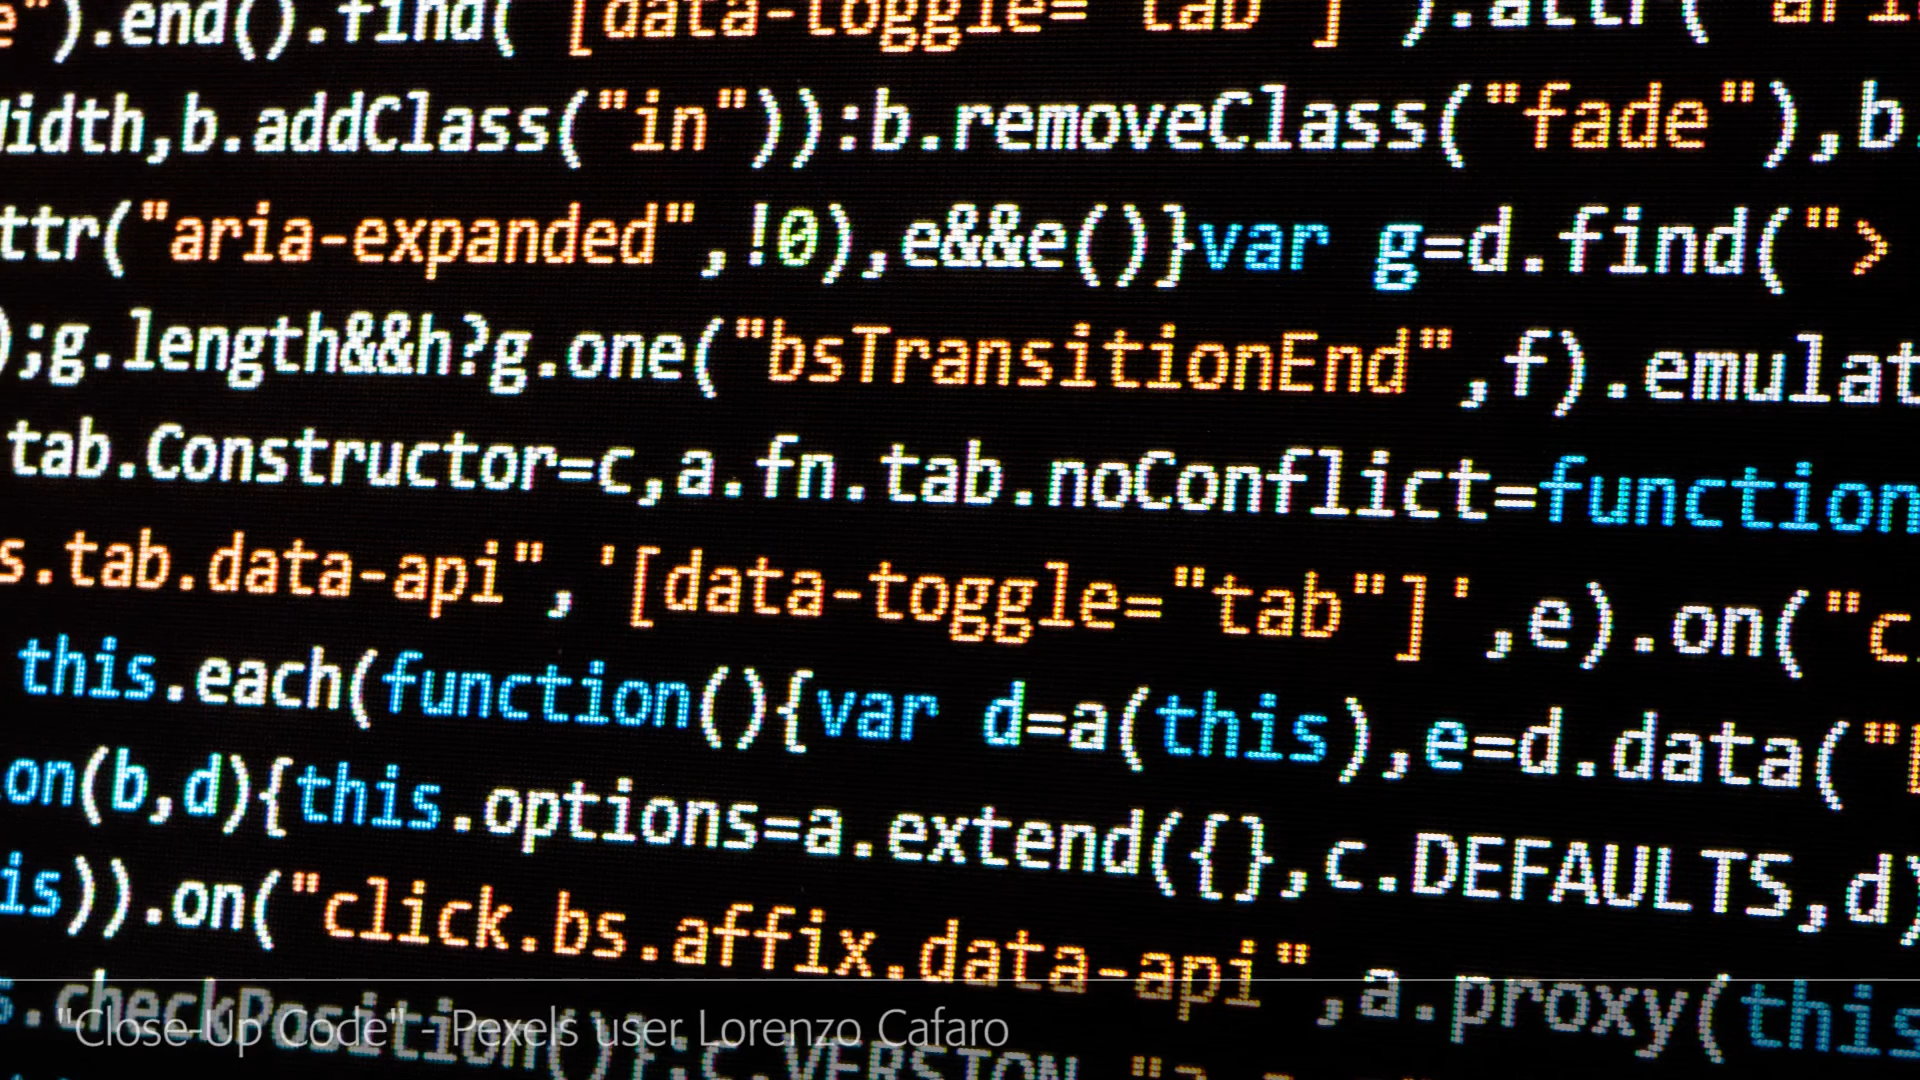 ").end().find('[data-toggle="tab"]').attr("ari
Width,b.addClass("in")):b.removeClass("fade"),b.
ttr("aria-expanded",!0),e&&e()}var g=d.find(">
);g.length&&h?g.one("bsTransitionEnd",f).emulat
tab.Constructor=c,a.fn.tab.noConflict=function
s.tab.data-api",'[data-toggle="tab"]',e).on("c
this.each(function(){var d=a(this),e=d.data("
on(b,d){this.options=a.extend({},c.DEFAULTS,d)
is)).on("click.bs.affix.data-api",a.proxy(this
s.checkPosition()};c.VERSION
"Close-Up Code" - Pexels user Lorenzo Cafaro